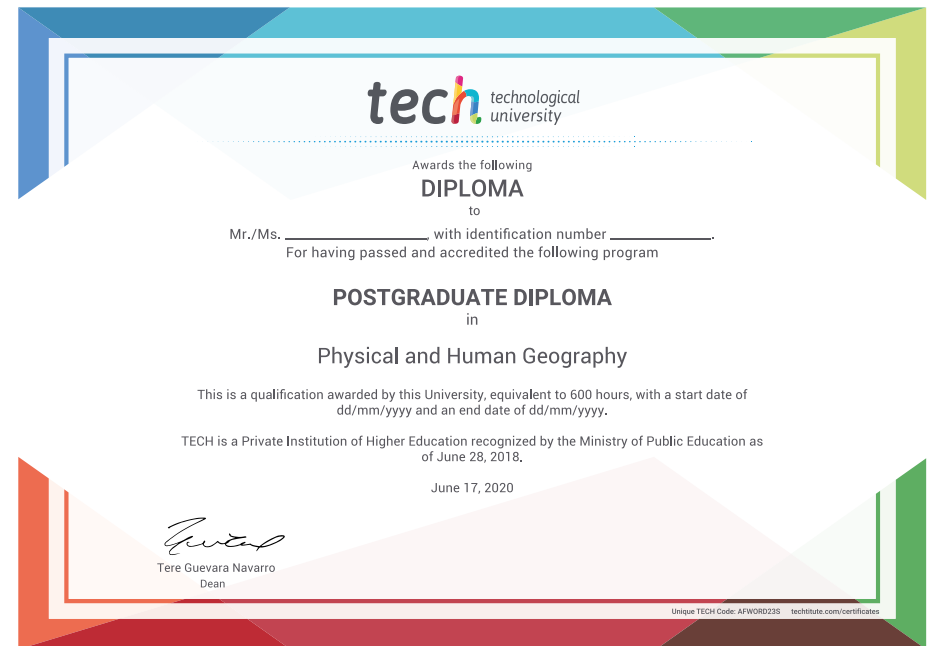 tech technological
university
Awards the following
DIPLOMA
to
Mr./Ms. ____________________, with identification number ______________.
For having passed and accredited the following program
POSTGRADUATE DIPLOMA
in
Physical and Human Geography
This is a qualification awarded by this University, equivalent to 600 hours, with a start date of
dd/mm/yyyy and an end date of dd/mm/yyyy.
TECH is a Private Institution of Higher Education recognized by the Ministry of Public Education as
of June 28, 2018.
June 17, 2020
Tere Guevara Navarro
Dean
Unique TECH Code: AFWORD23S techtitute.com/certificates